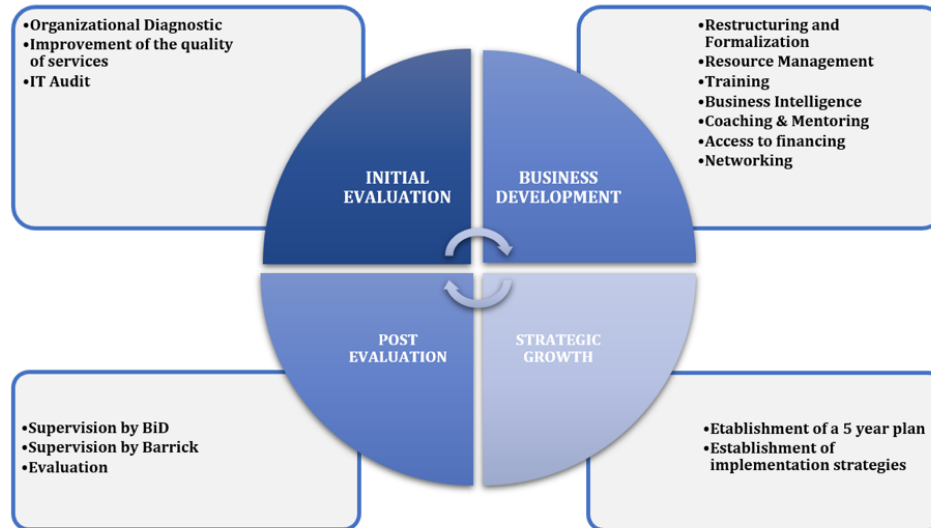 •Organizational Diagnostic
•Improvement of the quality
of services
•IT Audit
•Restructuring and
Formalization
•Resource Management
•Training
•Business Intelligence
•Coaching & Mentoring
•Access to financing
•Networking
INITIAL
EVALUATION
BUSINESS
DEVELOPMENT
POST
EVALUATION
STRATEGIC
GROWTH
•Supervision by BiD
•Supervision by Barrick
•Evaluation
•Etablishment of a 5 year plan
•Establishment of
implementation strategies